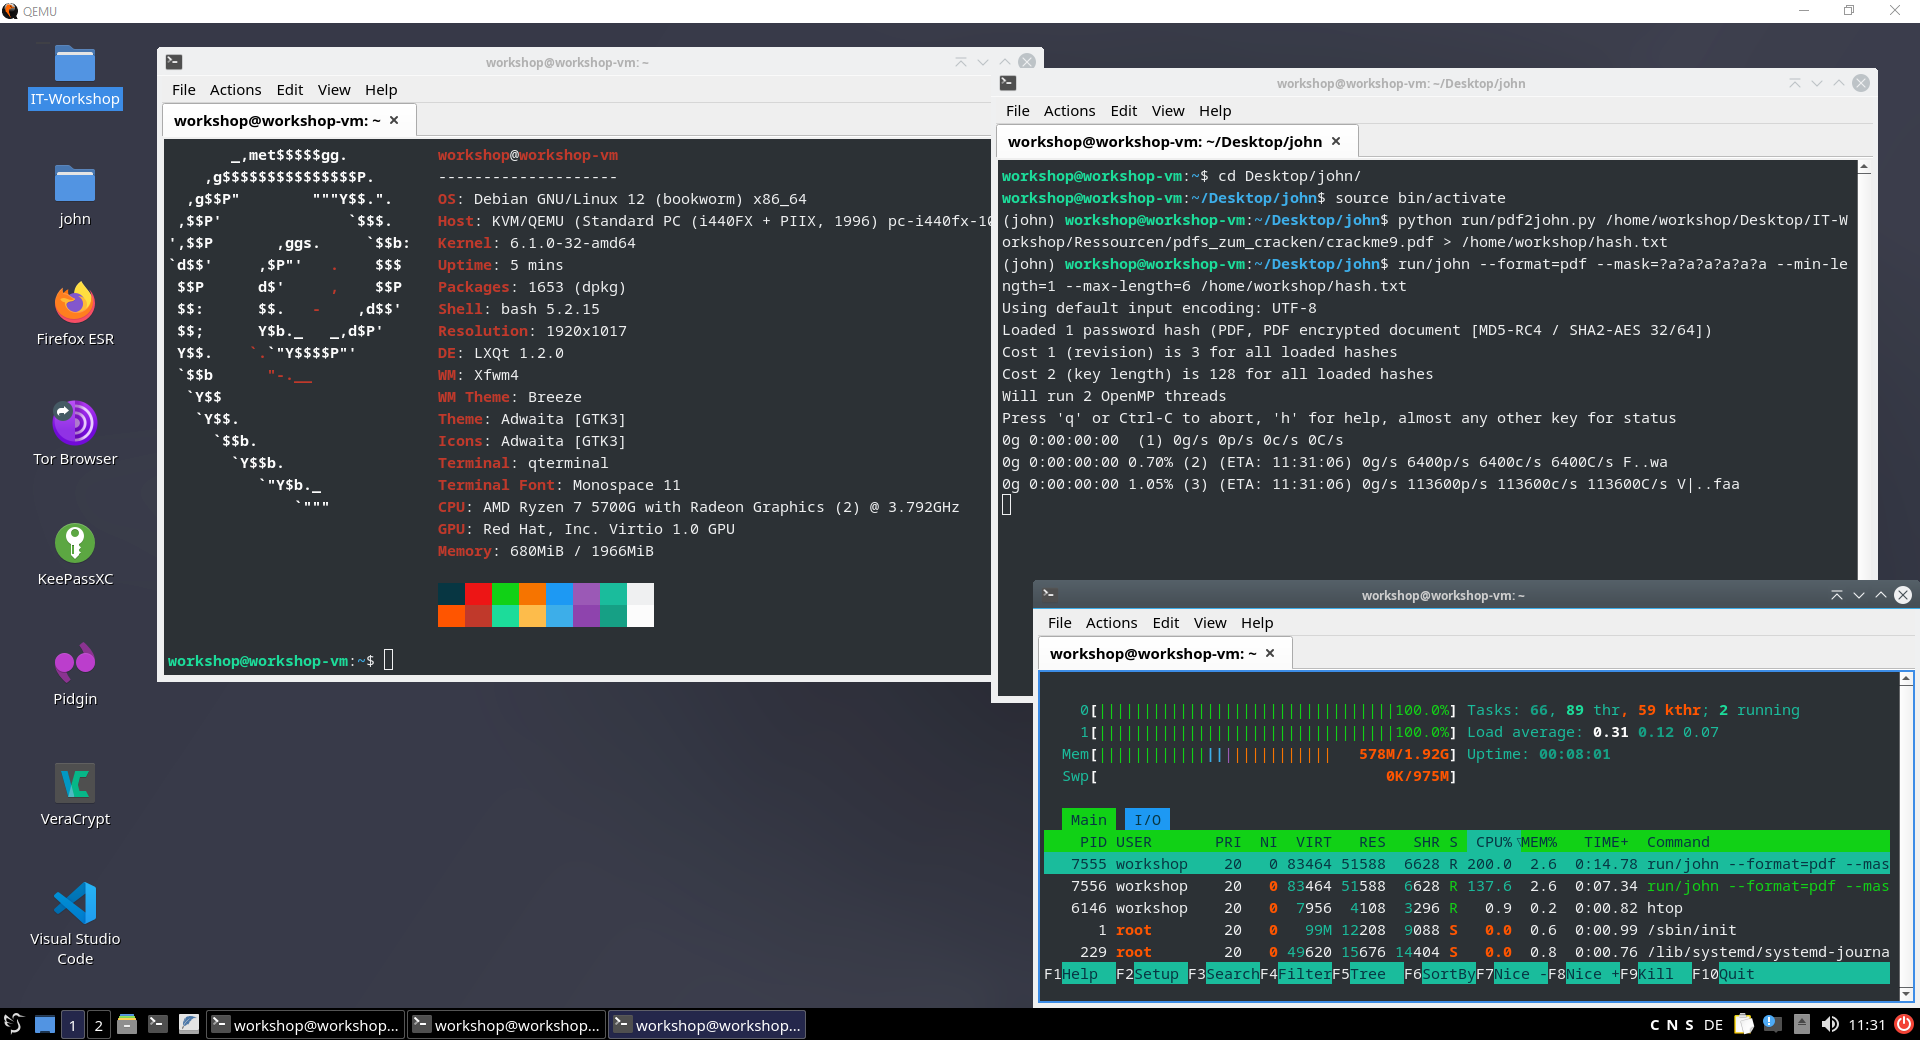 QEMU
IT-Workshop
john
Firefox ESR
Tor Browser
KeePassXC
Pidgin
VeraCrypt
Visual Studio
Code
workshop@workshop-vm: ~
File Actions Edit View Help
workshop@workshop-vm: ~ ×
_,met$$$$$gg. workshop@workshop-vm
,g$$$$$$$$$$$$$$$P. --------------------
,g$$P" """Y$$.". OS: Debian GNU/Linux 12 (bookworm) x86_64
,$$P' `$$$. Host: KVM/QEMU (Standard PC (i440FX + PIIX, 1996) pc-i440fx-10
',$$P ,ggs. `$$b: Kernel: 6.1.0-32-amd64
`d$$' ,$P"' . $$$ Uptime: 5 mins
$$P d$' , $$P Packages: 1653 (dpkg)
$$: $$. - ,d$$' Shell: bash 5.2.15
$$; Y$b._ _,d$P' Resolution: 1920x1017
Y$$. `.`"Y$$$$P"' DE: LXQt 1.2.0
`$$b "-.__ WM: Xfwm4
`Y$$ WM Theme: Breeze
`Y$$. Theme: Adwaita [GTK3]
`$$b. Icons: Adwaita [GTK3]
`Y$$b. Terminal: qterminal
`"Y$b._ Terminal Font: Monospace 11
`""" CPU: AMD Ryzen 7 5700G with Radeon Graphics (2) @ 3.792GHz
GPU: Red Hat, Inc. Virtio 1.0 GPU
Memory: 680MiB / 1966MiB
workshop@workshop-vm:~$
workshop@workshop-vm: ~/Desktop/john
File Actions Edit View Help
workshop@workshop-vm: ~/Desktop/john ×
workshop@workshop-vm:~$ cd Desktop/john/
workshop@workshop-vm:~/Desktop/john$ source bin/activate
(john) workshop@workshop-vm:~/Desktop/john$ python run/pdf2john.py /home/workshop/Desktop/IT-W
orkshop/Ressourcen/pdfs_zum_cracken/crackme9.pdf > /home/workshop/hash.txt
(john) workshop@workshop-vm:~/Desktop/john$ run/john --format=pdf --mask=?a?a?a?a?a?a --min-le
ngth=1 --max-length=6 /home/workshop/hash.txt
Using default input encoding: UTF-8
Loaded 1 password hash (PDF, PDF encrypted document [MD5-RC4 / SHA2-AES 32/64])
Cost 1 (revision) is 3 for all loaded hashes
Cost 2 (key length) is 128 for all loaded hashes
Will run 2 OpenMP threads
Press 'q' or Ctrl-C to abort, 'h' for help, almost any other key for status
0g 0:00:00:00  (1) 0g/s 0p/s 0c/s 0C/s
0g 0:00:00:00 0.70% (2) (ETA: 11:31:06) 0g/s 6400p/s 6400c/s 6400C/s F..wa
0g 0:00:00:00 1.05% (3) (ETA: 11:31:06) 0g/s 113600p/s 113600c/s 113600C/s V|..faa
workshop@workshop-vm: ~
File Actions Edit View Help
workshop@workshop-vm: ~ ×
0[|||||||||||||||||||||||||||||||||100.0%] Tasks: 66, 89 thr, 59 kthr; 2 running
1[|||||||||||||||||||||||||||||||||100.0%] Load average: 0.31 0.12 0.07
Mem[||||||||||||||||||||||||||   578M/1.92G] Uptime: 00:08:01
Swp[ 0K/975M]
Main I/O
PID USER PRI NI VIRT RES SHR S CPU%▽MEM% TIME+ Command
7555 workshop 20 0 83464 51588 6628 R 200.0 2.6 0:14.78 run/john --format=pdf --mas
7556 workshop 20 0 83464 51588 6628 R 137.6 2.6 0:07.34 run/john --format=pdf --mas
6146 workshop 20 0 7956 4108 3296 R 0.9 0.2 0:00.82 htop
1 root 20 0 99M 12208 9088 S 0.0 0.6 0:00.99 /sbin/init
229 root 20 0 49620 15676 14404 S 0.0 0.8 0:00.76 /lib/systemd/systemd-journa
F1Help F2Setup F3SearchF4FilterF5Tree F6SortByF7Nice -F8Nice +F9Kill F10Quit
1 2 workshop@workshop... workshop@workshop... workshop@workshop... C N S DE 11:31